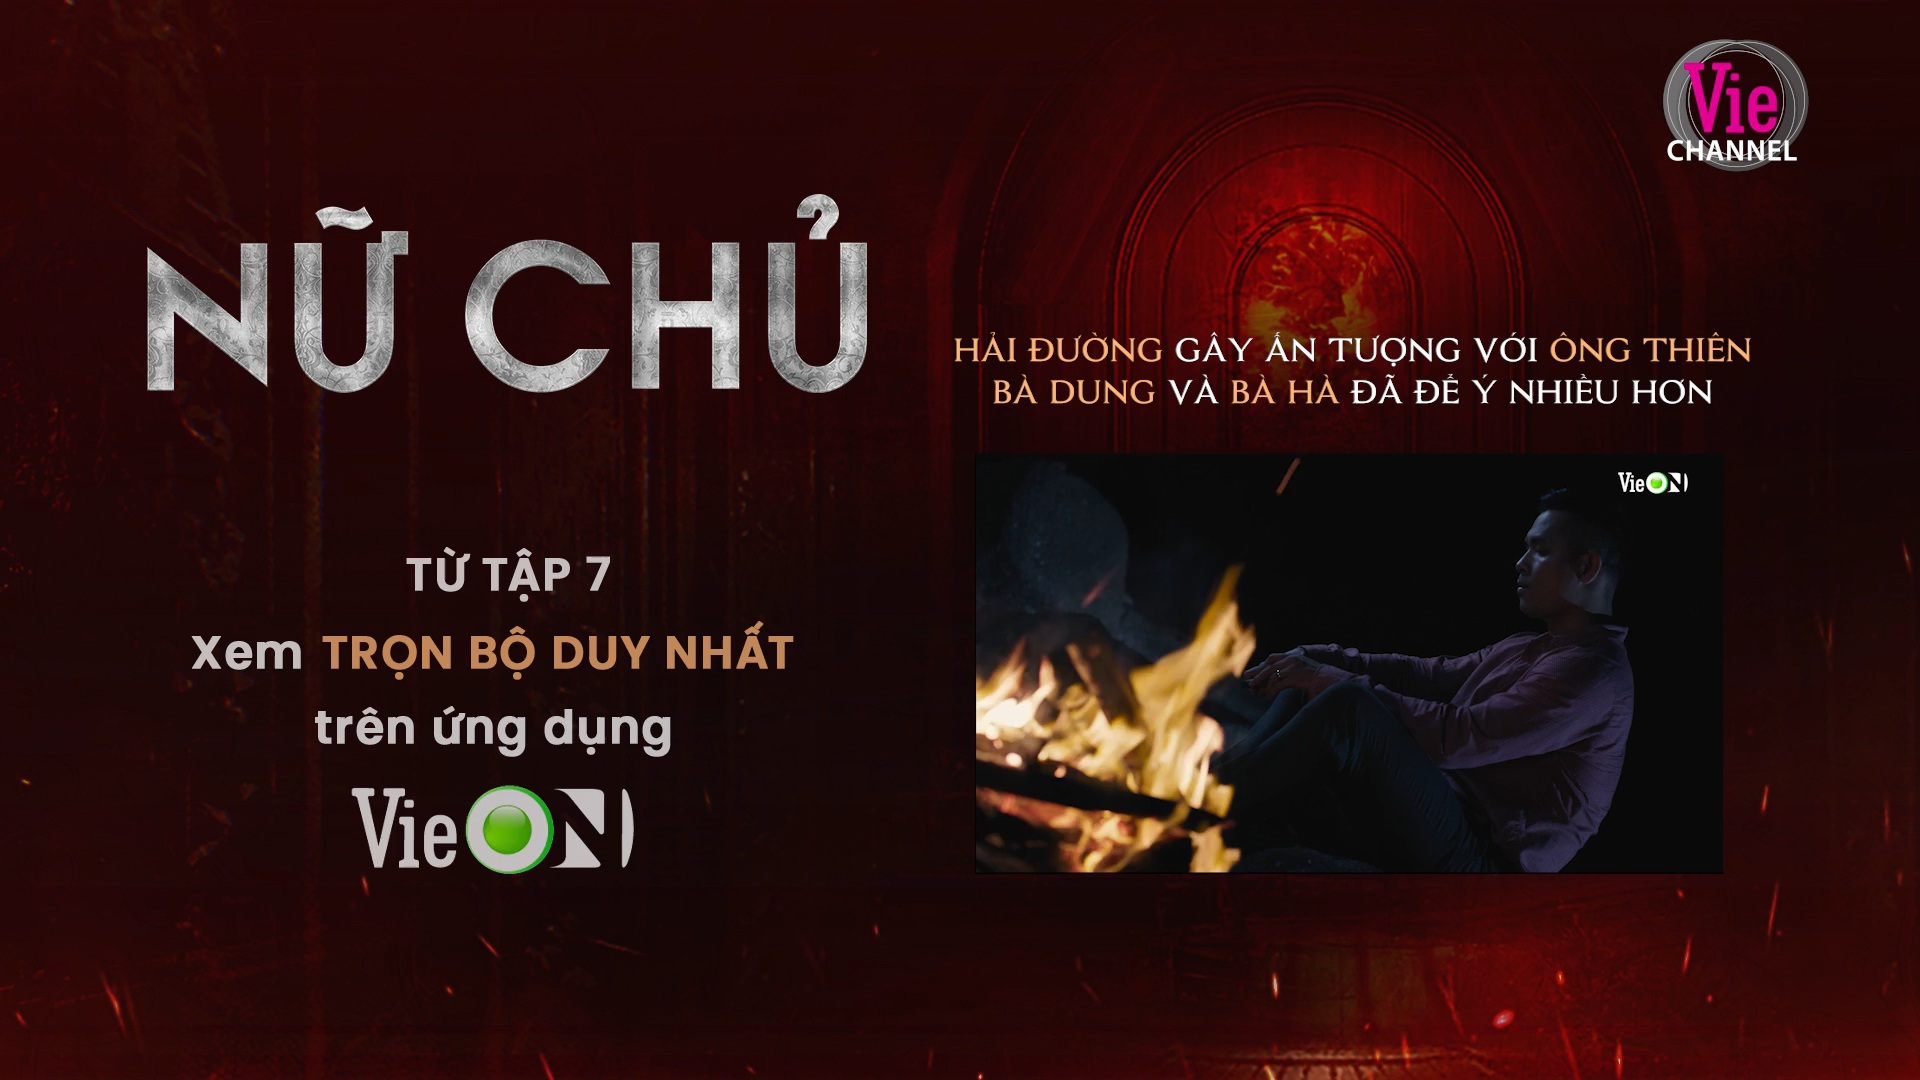 Vie
CHANNEL
NỮ CHỦ
HẢI ĐƯỜNG GÂY ẤN TƯỢNG VỚI ÔNG THIÊN
BÀ DUNG VÀ BÀ HÀ ĐÃ ĐỂ Ý NHIỀU HƠN
VieON
TỪ TẬP 7
Xem TRỌN BỘ DUY NHẤT
trên ứng dụng
VieON